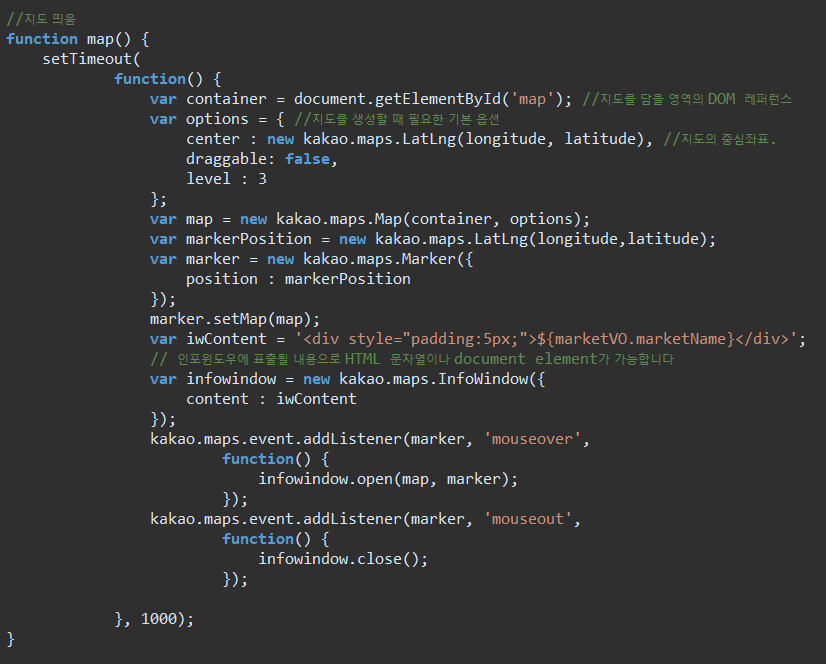 //지도 띄움
function map() {
    setTimeout(
            function() {
                var container = document.getElementById('map'); //지도를 담을 영역의 DOM 레퍼런스
                var options = { //지도를 생성할 때 필요한 기본 옵션
                    center : new kakao.maps.LatLng(longitude, latitude), //지도의 중심좌표.
                    draggable: false,
                    level : 3
                };
                var map = new kakao.maps.Map(container, options);
                var markerPosition = new kakao.maps.LatLng(longitude,latitude);
                var marker = new kakao.maps.Marker({
                    position : markerPosition
                });
                marker.setMap(map);
                var iwContent = '<div style="padding:5px;">${marketVO.marketName}</div>';
                // 인포윈도우에 표출될 내용으로 HTML 문자열이나 document element가 가능합니다
                var infowindow = new kakao.maps.InfoWindow({
                    content : iwContent
                });
                kakao.maps.event.addListener(marker, 'mouseover',
                        function() {
                            infowindow.open(map, marker);
                        });
                kakao.maps.event.addListener(marker, 'mouseout',
                        function() {
                            infowindow.close();
                        });

            }, 1000);
}